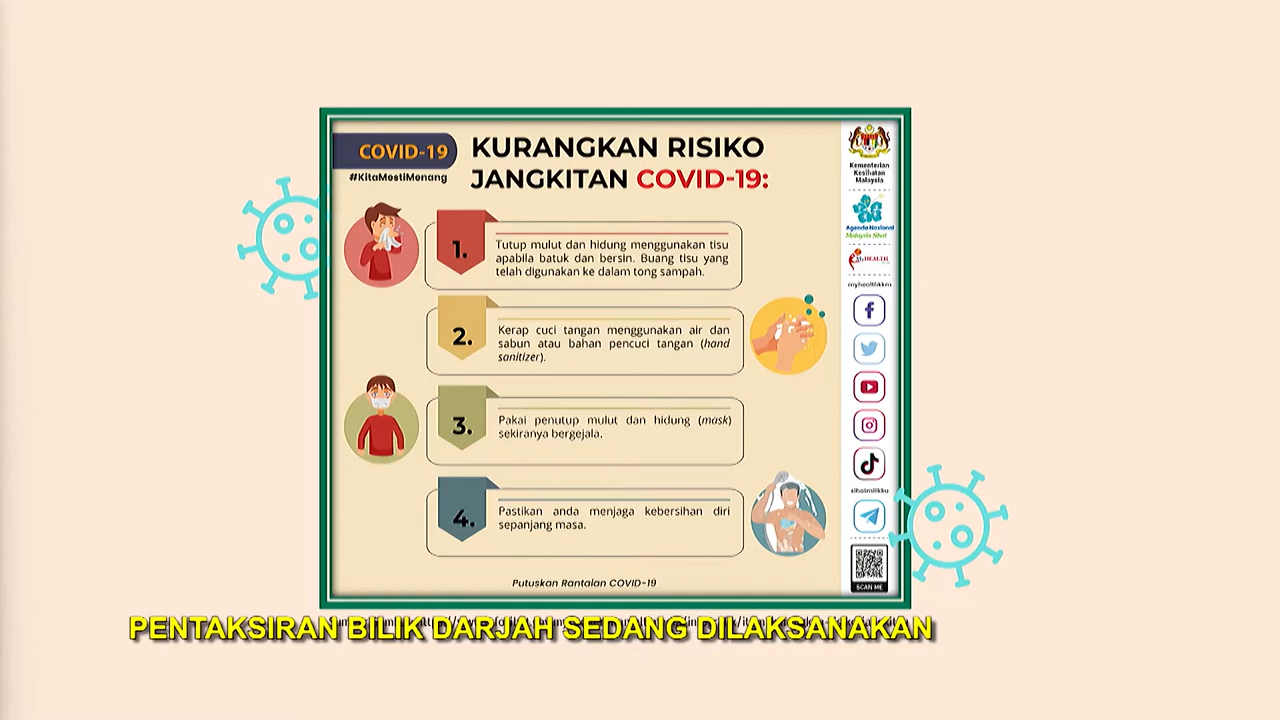 COVID-19
#KitaMestiMenang
KURANGKAN RISIKO
JANGKITAN COVID-19:
1.
Tutup mulut dan hidung menggunakan tisu
apabila batuk dan bersin. Buang tisu yang
telah digunakan ke dalam tong sampah.
2.
Kerap cuci tangan menggunakan air dan
sabun atau bahan pencuci tangan (hand
sanitizer).
3.
Pakai penutup mulut dan hidung (mask)
sekiranya bergejala.
4.
Pastikan anda menjaga kebersihan diri
sepanjang masa.
Putuskan Rantaian COVID-19
Kementerian
Kesihatan
Malaysia
Agenda Nasional
Malaysia Sihat
MyHEALTH
myhealthkkm
f
sihatmilikku
SCAN ME
PENTAKSIRAN BILIK DARJAH SEDANG DILAKSANAKAN